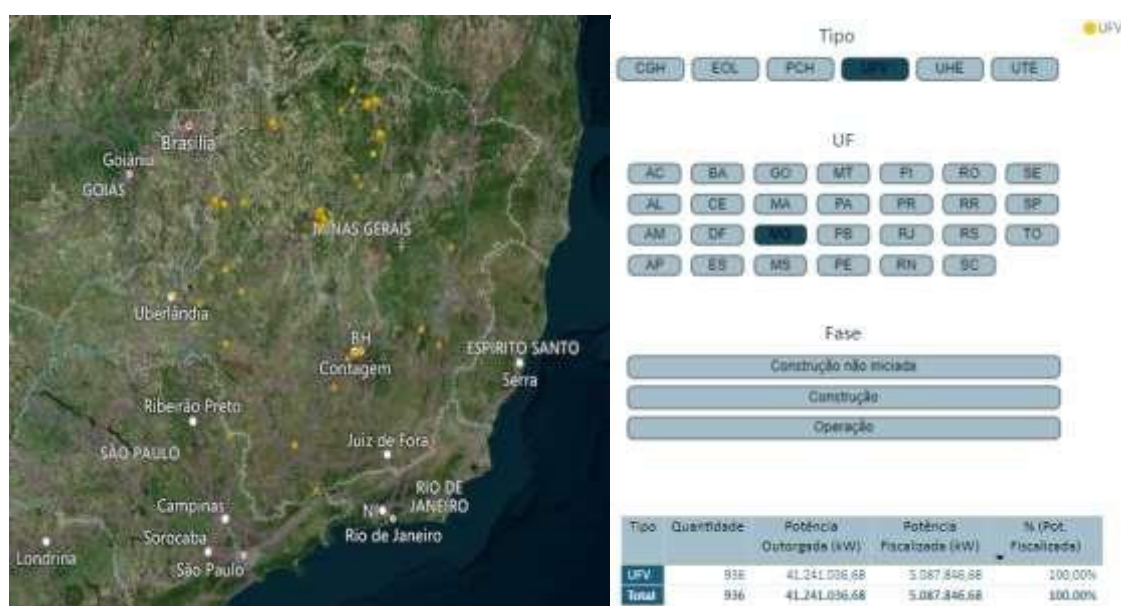 Brasília
Goiânia
GOIÁS
MINAS GERAIS
Uberlândia
BH
Contagem
ESPÍRITO SANTO
Serra
Ribeirão Preto
Juiz de Fora
SÃO PAULO
RIO DE
JANEIRO
Campinas
NI
Rio de Janeiro
Sorocaba
Londrina
São Paulo
UFV
Tipo
CGH EOL PCH UFV UHE UTE
UF
AC BA GO MT PI RO SE
AL CE MA PA PR RR SP
AM DF MG PB RJ RS TO
AP ES MS PE RN SC
Fase
Construção não iniciada
Construção
Operação
Tipo Quantidade Potência Outorgada (kW) Potência Fiscalizada (kW) % (Pot. Fiscalizada)
UFV 936 41.241.036,68 5.087.846,68 100,00%
Total 936 41.241.036,68 5.087.846,68 100,00%